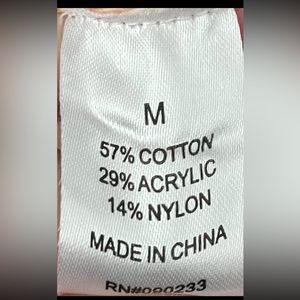 M
57% COTTON
29% ACRYLIC
14% NYLON
MADE IN CHINA
RN#090233